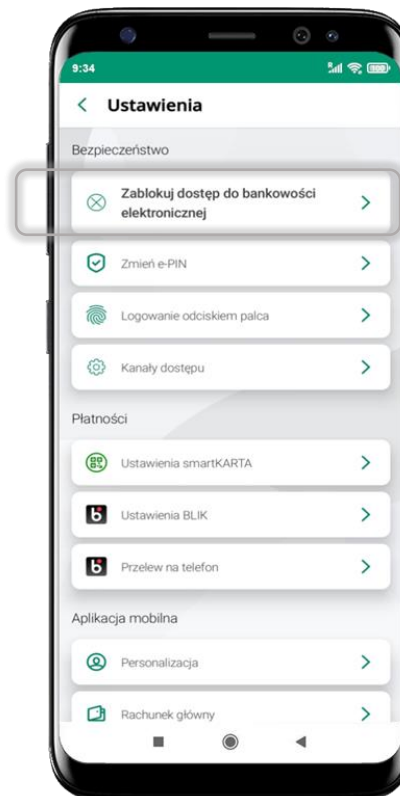 9:34
Ustawienia
Bezpieczeństwo
Zablokuj dostęp do bankowości
elektronicznej
Zmień e-PIN
Logowanie odciskiem palca
Kanały dostępu
Płatności
Ustawienia smartKARTA
Ustawienia BLIK
Przelew na telefon
Aplikacja mobilna
Personalizacja
Rachunek główny